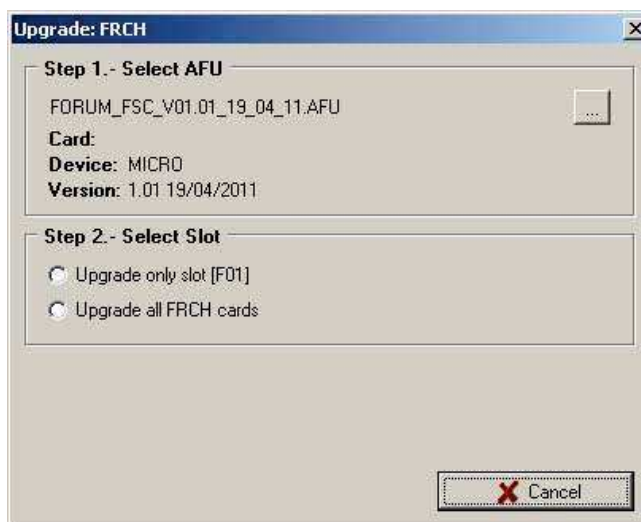 Upgrade: FRCH
Step 1.- Select AFU
FORUM_FSC_V01.01_19_04_11.AFU
...
Card:
Device: MICRO
Version: 1.01 19/04/2011
Step 2.- Select Slot
Upgrade only slot [F01]
Upgrade all FRCH cards
Cancel